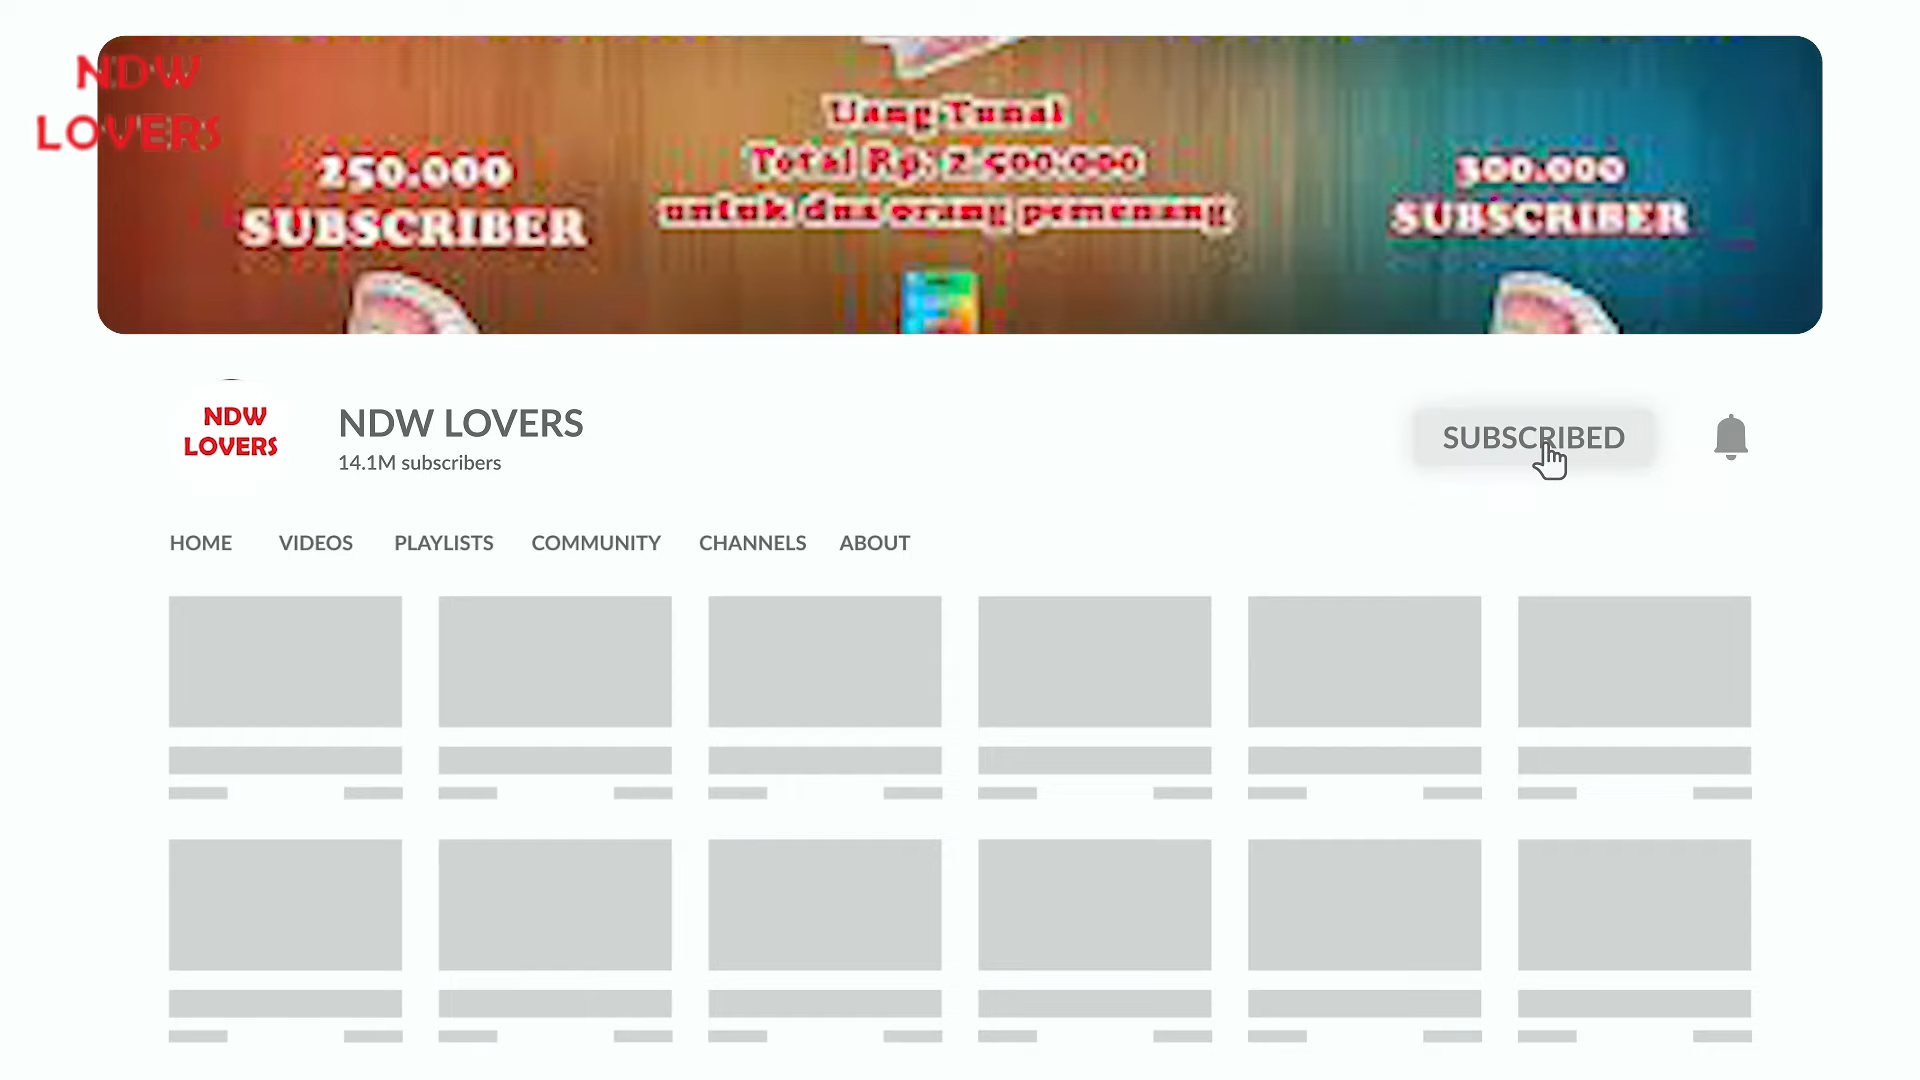 NDW
LOVERS
250.000
SUBSCRIBER
Uang Tunai
Total Rp. 2.500.000
untuk dua orang pemenang
300.000
SUBSCRIBER
NDW
LOVERS
NDW LOVERS
14.1M subscribers
SUBSCRIBED
HOME VIDEOS PLAYLISTS COMMUNITY CHANNELS ABOUT